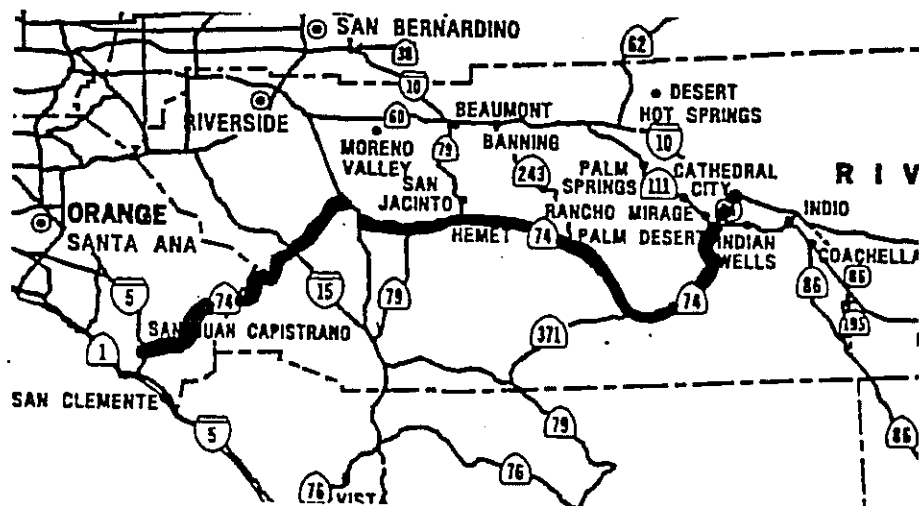 SAN BERNARDINO
38
62
10
DESERT
HOT SPRINGS
BEAUMONT
60
RIVERSIDE
MORENO
VALLEY
79
BANNING
10
243
PALM
SPRINGS
111
CATHEDRAL
CITY
R I V
SAN
JACINTO
RANCHO MIRAGE
INDIO
ORANGE
SANTA ANA
HEMET
74
PALM DESERT
INDIAN
WELLS
COACHELLA
86
5
74
15
79
74
86
195
SAN JUAN CAPISTRANO
1
371
SAN CLEMENTE
5
79
86
76
76
VIST